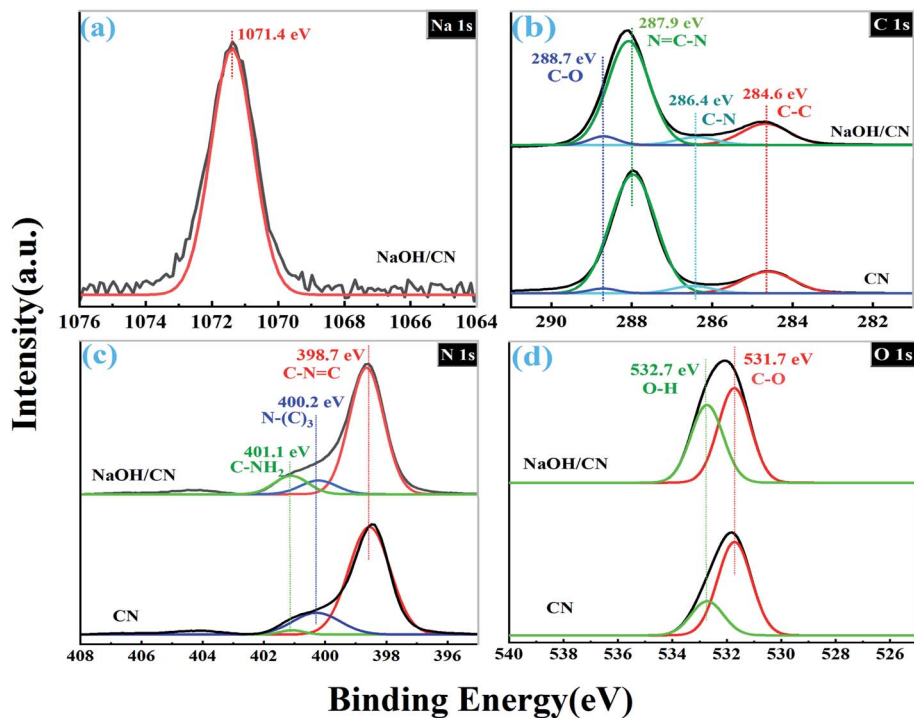 (a)
Na 1s
1071.4 eV
NaOH/CN
1076 1074 1072 1070 1068 1066 1064
(b)
C 1s
287.9 eV
N=C-N
288.7 eV
C-O
286.4 eV
C-N
284.6 eV
C-C
NaOH/CN
CN
290 288 286 284 282
(c)
N 1s
398.7 eV
C-N=C
400.2 eV
N-(C)₃
401.1 eV
C-NH₂
NaOH/CN
CN
408 406 404 402 400 398 396
(d)
O 1s
532.7 eV
O-H
531.7 eV
C-O
NaOH/CN
CN
540 538 536 534 532 530 528 526
Intensity(a.u.)
Binding Energy(eV)